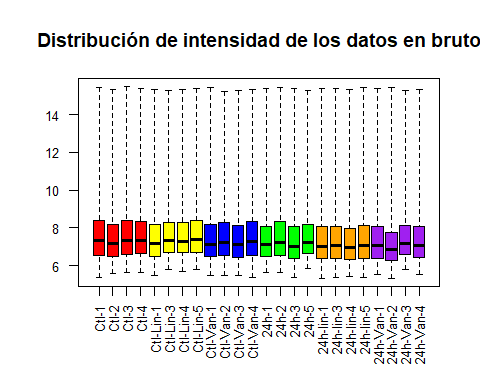 Distribución de intensidad de los datos en bruto
14
12
10
8
6
Ctl-1
Ctl-2
Ctl-3
Ctl-4
Ctl-Lin-1
Ctl-Lin-3
Ctl-Lin-4
Ctl-Lin-5
Ctl-Van-1
Ctl-Van-2
Ctl-Van-3
Ctl-Van-4
24h-1
24h-2
24h-3
24h-5
24h-lin-1
24h-lin-3
24h-lin-4
24h-lin-5
24h-Van-1
24h-Van-2
24h-Van-3
24h-Van-4